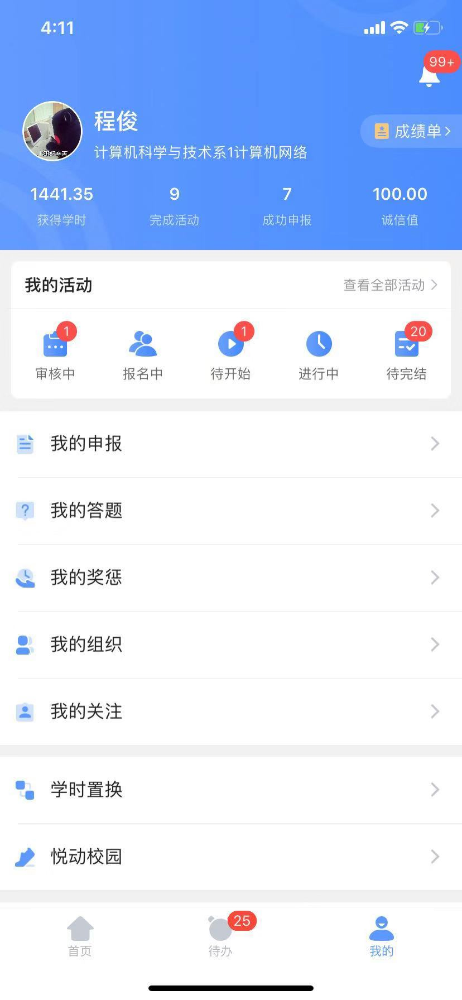 4:11
99+
程俊
成绩单
计算机科学与技术系1计算机网络
1441.35 9 7 100.00
获得学时 完成活动 成功申报 诚信值
我的活动 查看全部活动
1 1 20
审核中 报名中 待开始 进行中 待完结
我的申报
我的答题
我的奖惩
我的组织
我的关注
学时置换
悦动校园
25
首页 待办 我的